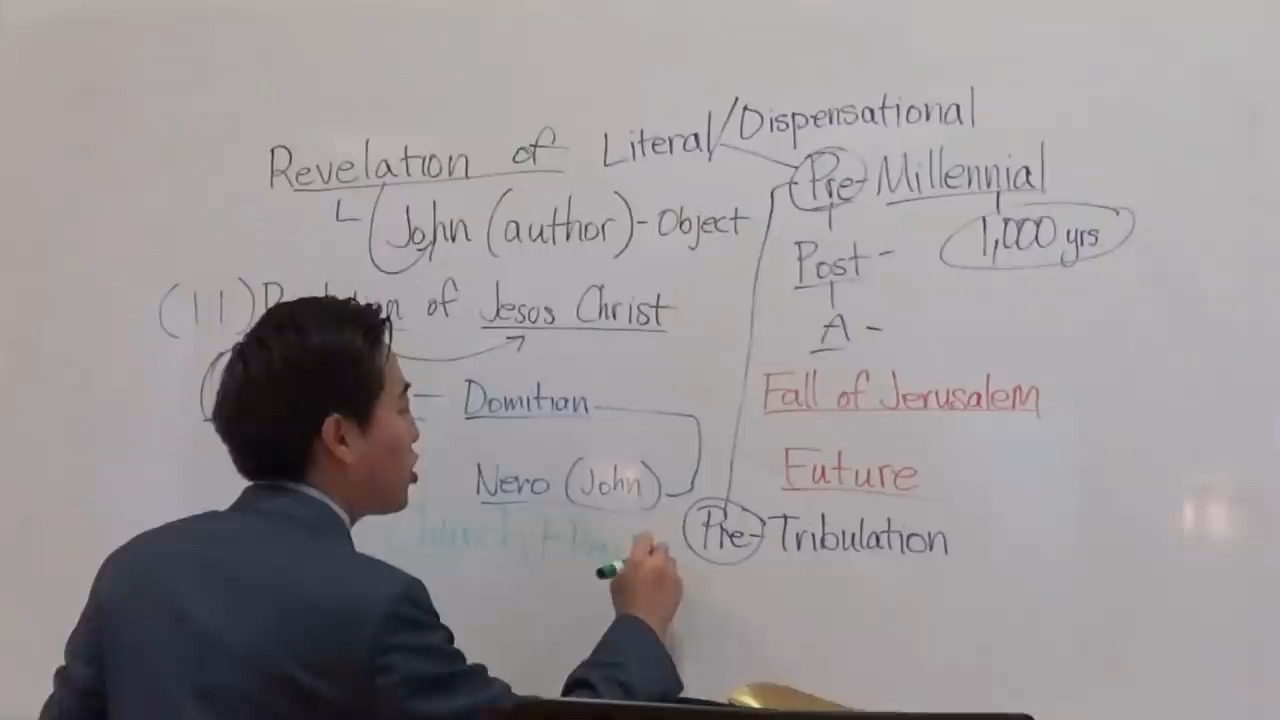 Revelation of
Literal/Dispensational
Pre-Millennial
1,000 yrs
John (author)-Object
Post-
(11) of Jesus Christ
A-
Domitian
Fall of Jerusalem
Nero (John)
Future
Pre-Tribulation